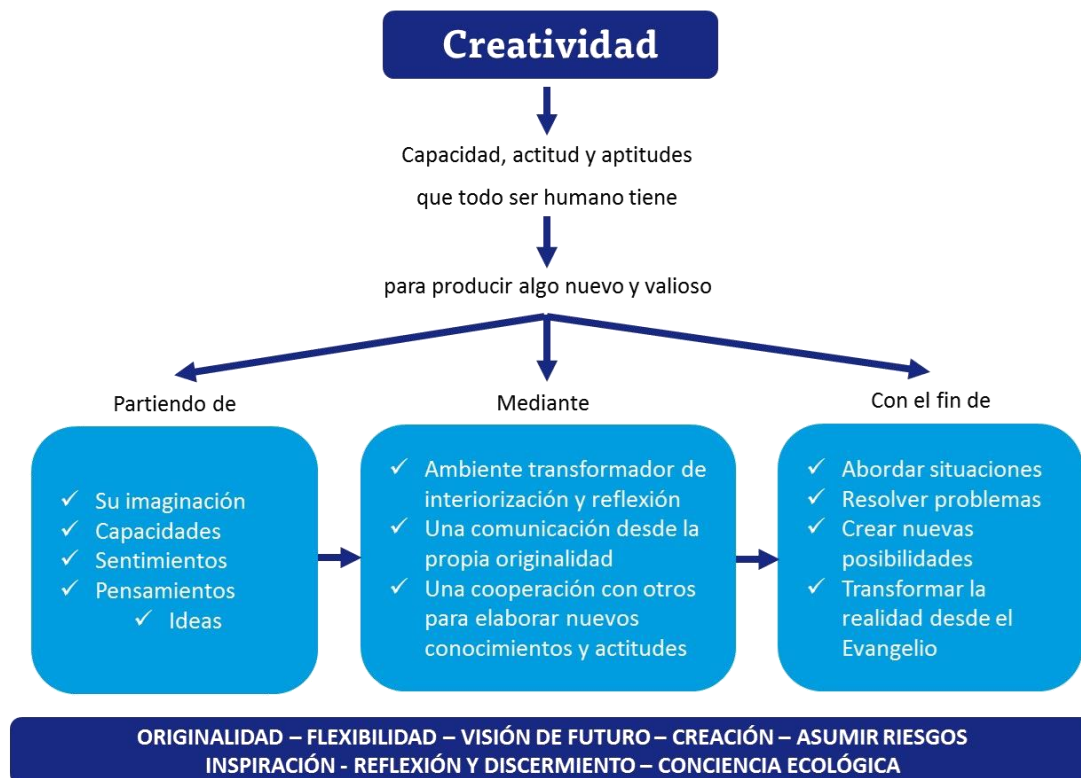 Creatividad
Capacidad, actitud y aptitudes
que todo ser humano tiene
para producir algo nuevo y valioso
Partiendo de
✓ Su imaginación
✓ Capacidades
✓ Sentimientos
✓ Pensamientos
✓ Ideas
Mediante
✓ Ambiente transformador de
interiorización y reflexión
✓ Una comunicación desde la
propia originalidad
✓ Una cooperación con otros
para elaborar nuevos
conocimientos y actitudes
Con el fin de
✓ Abordar situaciones
✓ Resolver problemas
✓ Crear nuevas
posibilidades
✓ Transformar la
realidad desde el
Evangelio
ORIGINALIDAD – FLEXIBILIDAD – VISIÓN DE FUTURO – CREACIÓN – ASUMIR RIESGOS
INSPIRACIÓN - REFLEXIÓN Y DISCERMIENTO – CONCIENCIA ECOLÓGICA